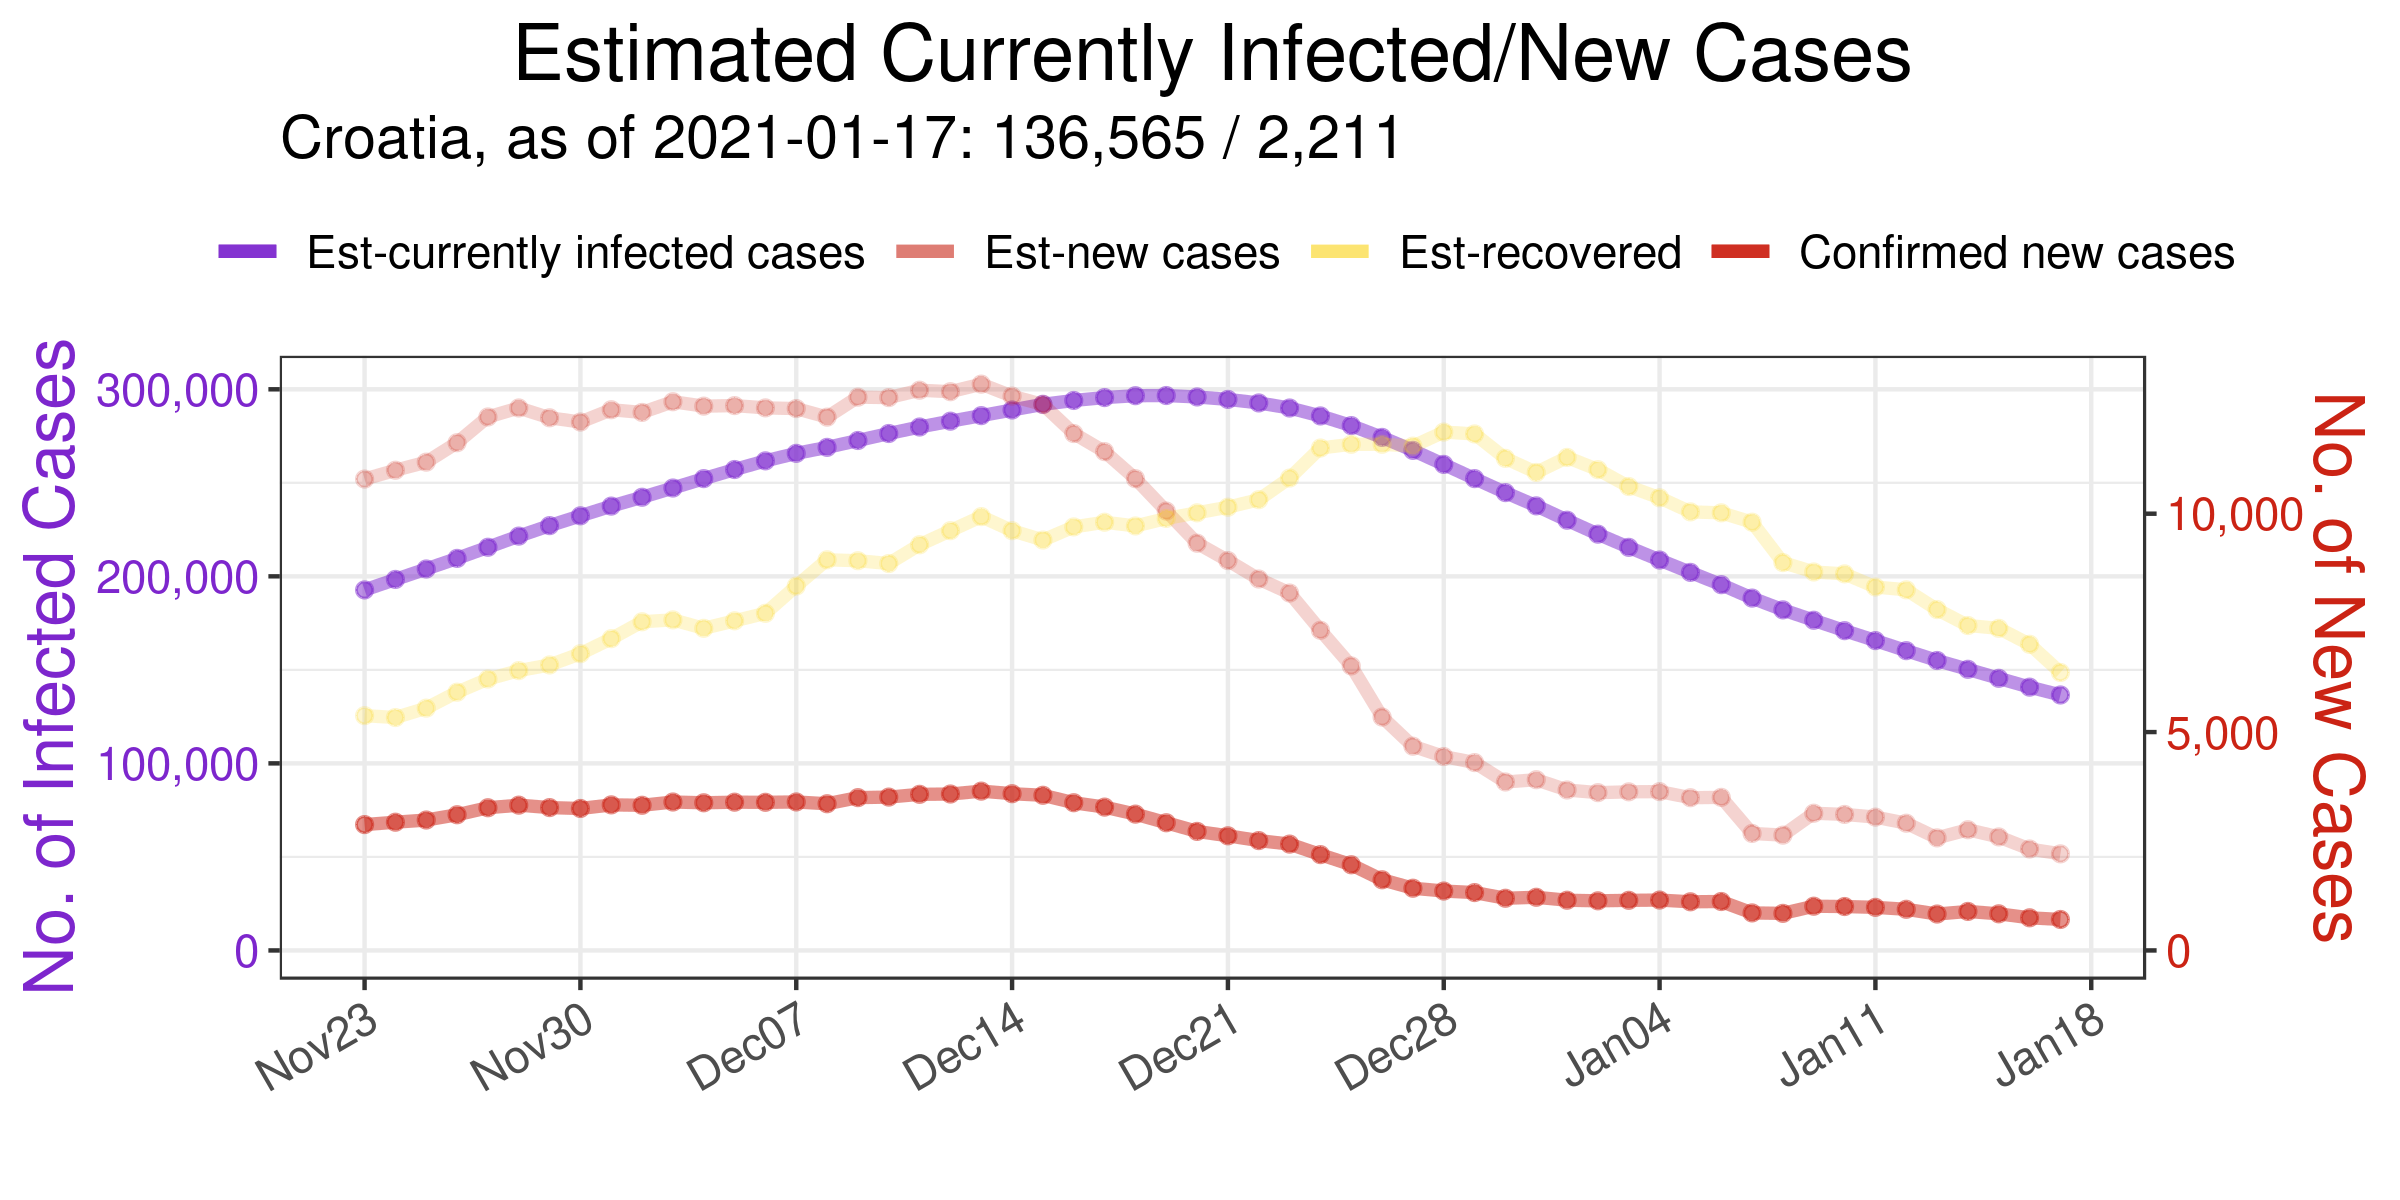 Estimated Currently Infected/New Cases
Croatia, as of 2021-01-17: 136,565 / 2,211
Est-currently infected cases Est-new cases Est-recovered Confirmed new cases
No. of Infected Cases
300,000
200,000
100,000
0
10,000
5,000
0
No. of New Cases
Nov23 Nov30 Dec07 Dec14 Dec21 Dec28 Jan04 Jan11 Jan18